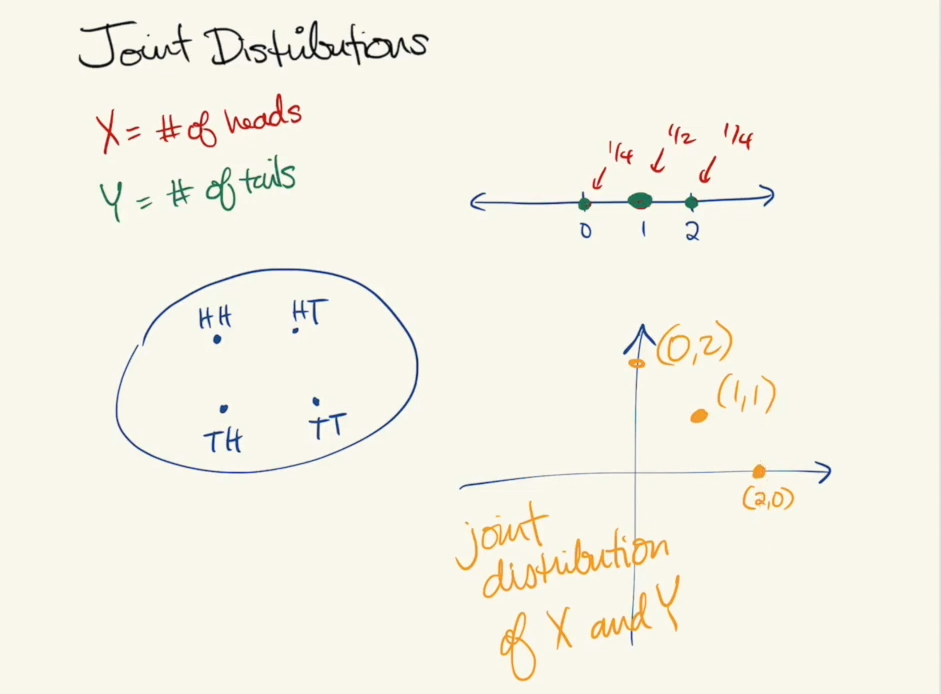 Joint Distributions
X = # of heads
Y = # of tails
1/4 1/2 1/4
0 1 2
HH HT
TH TT
(0,2)
(1,1)
(2,0)
joint
distribution
of X and Y